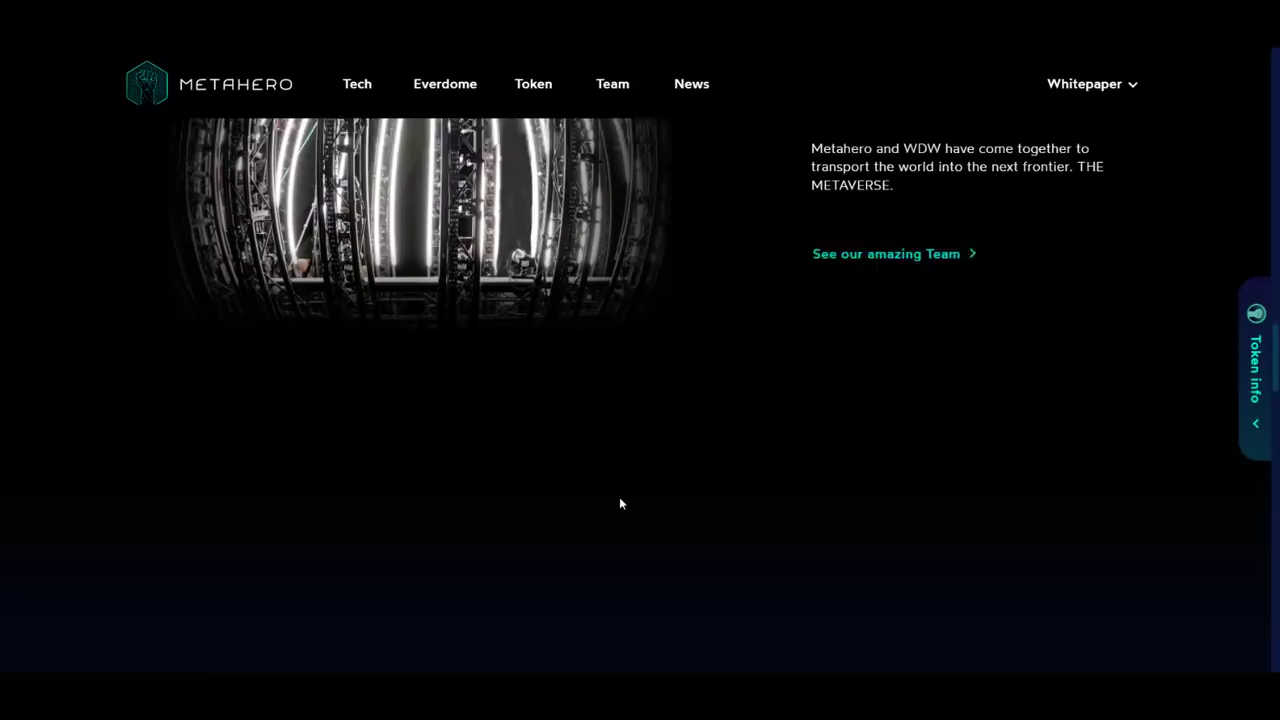 METAHERO
Tech
Everdome
Token
Team
News
Whitepaper
Metahero and WDW have come together to
transport the world into the next frontier. THE
METAVERSE.
See our amazing Team
Token info